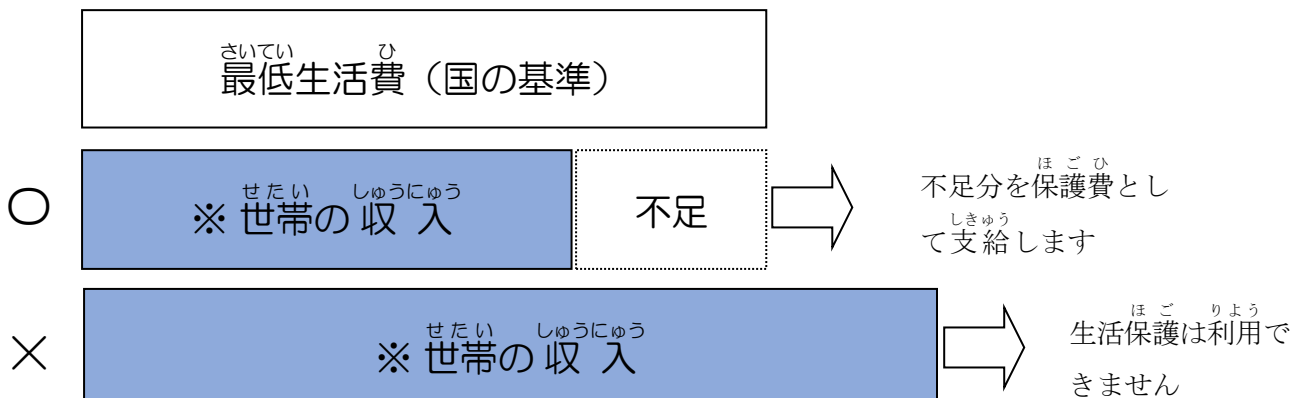 さいてい ひ
最低生活費（国の基準）
○
せたい しゅうにゅう
※ 世帯の収入
不足
ほごひ
不足分を保護費とし
しきゅう
て支給します
×
せたい しゅうにゅう
※ 世帯の収入
ほご りよう
生活保護は利用で
きません